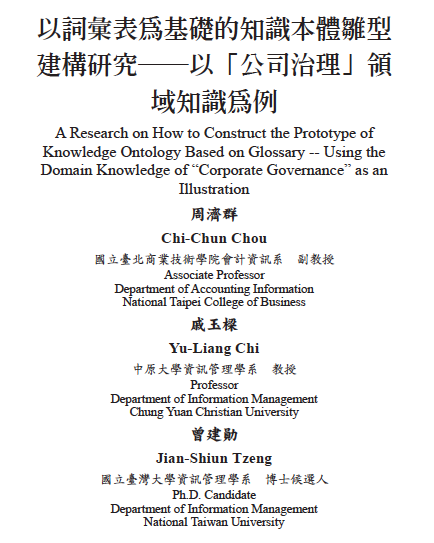 以詞彙表爲基礎的知識本體雛型
建構研究──以「公司治理」領
域知識爲例
A Research on How to Construct the Prototype of
Knowledge Ontology Based on Glossary -- Using the
Domain Knowledge of “Corporate Governance” as an
Illustration
周濟群
Chi-Chun Chou
國立臺北商業技術學院會計資訊系　副教授
Associate Professor
Department of Accounting Information
National Taipei College of Business
戚玉樑
Yu-Liang Chi
中原大學資訊管理學系　教授
Professor
Department of Information Management
Chung Yuan Christian University
曾建勛
Jian-Shiun Tzeng
國立臺灣大學資訊管理學系　博士候選人
Ph.D. Candidate
Department of Information Management
National Taiwan University